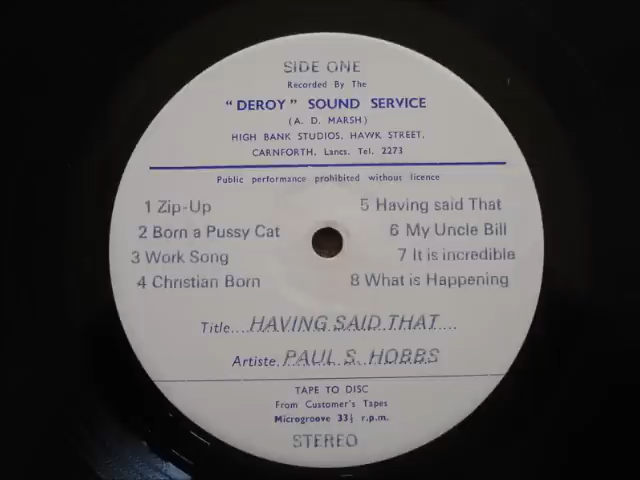 SIDE ONE
Recorded By The
"DEROY" SOUND SERVICE
(A. D. MARSH)
HIGH BANK STUDIOS, HAWK STREET,
CARNFORTH, Lancs. Tel. 2273
Public performance prohibited without licence
1 Zip-Up
2 Born a Pussy Cat
3 Work Song
4 Christian Born
5 Having said That
6 My Uncle Bill
7 It is incredible
8 What is Happening
Title....HAVING SAID THAT....
Artiste.PAUL S. HOBBS
TAPE TO DISC
From Customer's Tapes
Microgroove 33⅓ r.p.m.
STEREO